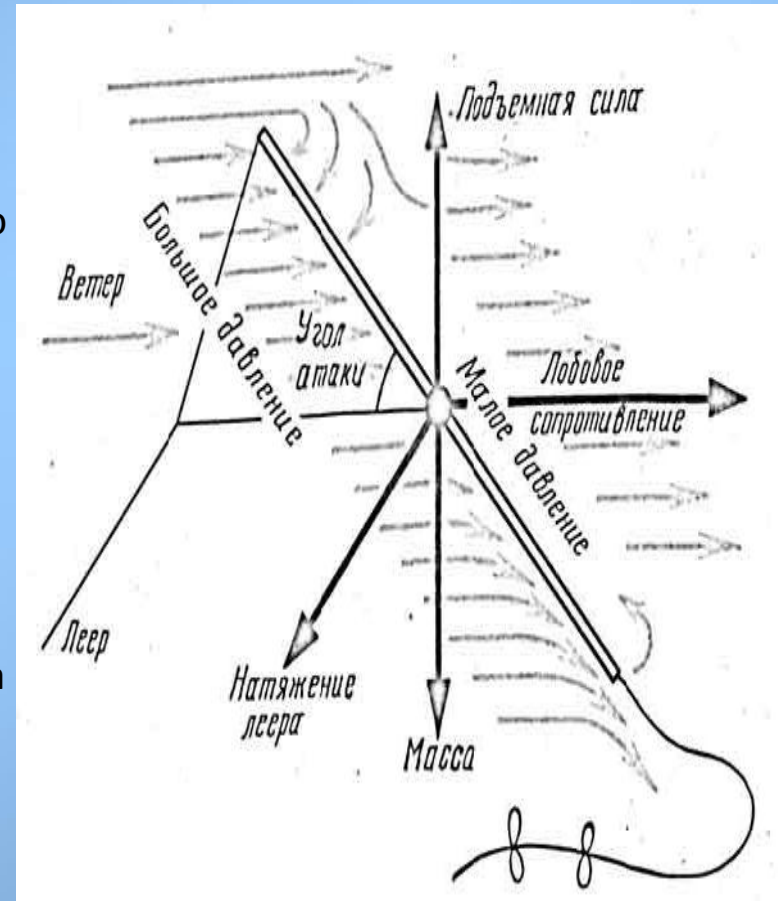 Подъемная сила
Ветер
Большое давление
Угол
атаки
Малое давление
Лобовое
сопротивление
Леер
Натяжение
леера
Масса